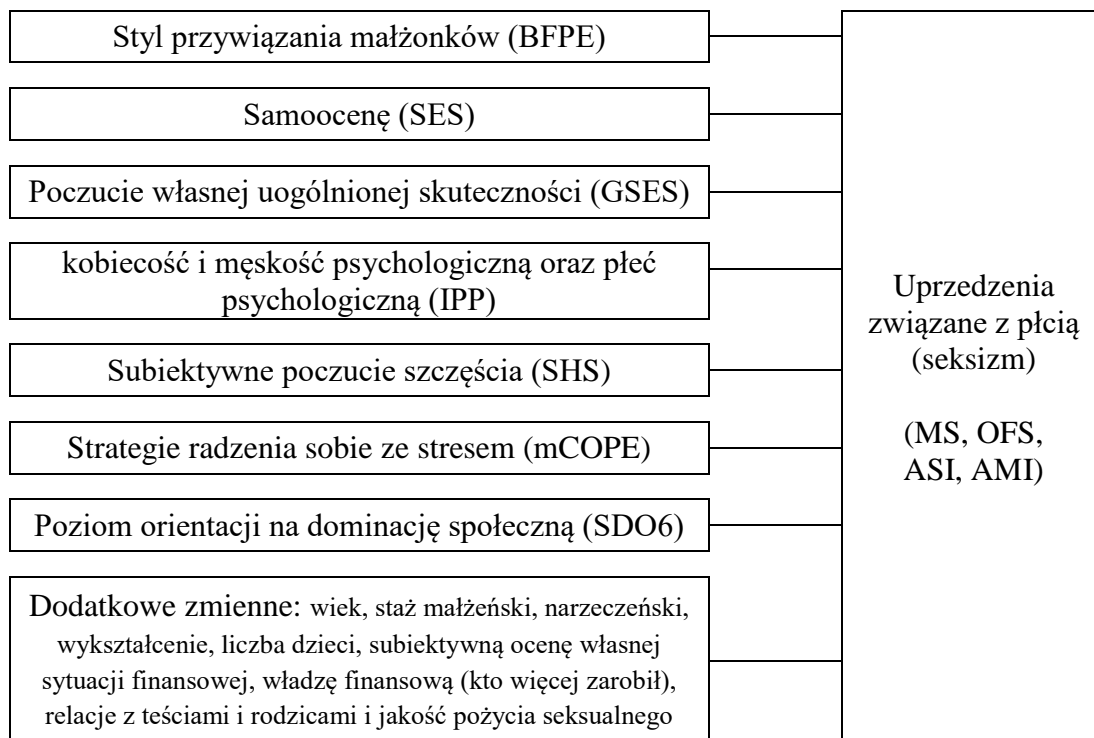 Styl przywiązania małżonków (BFPE)
Samoocenę (SES)
Poczucie własnej uogólnionej skuteczności (GSES)
kobiecość i męskość psychologiczną oraz płeć
psychologiczną (IPP)
Subiektywne poczucie szczęścia (SHS)
Strategie radzenia sobie ze stresem (mCOPE)
Poziom orientacji na dominację społeczną (SDO6)
Dodatkowe zmienne: wiek, staż małżeński, narzeczeński,
wykształcenie, liczba dzieci, subiektywną ocenę własnej
sytuacji finansowej, władzę finansową (kto więcej zarobił),
relacje z teściami i rodzicami i jakość pożycia seksualnego
Uprzedzenia
związane z płcią
(seksizm)
(MS, OFS,
ASI, AMI)